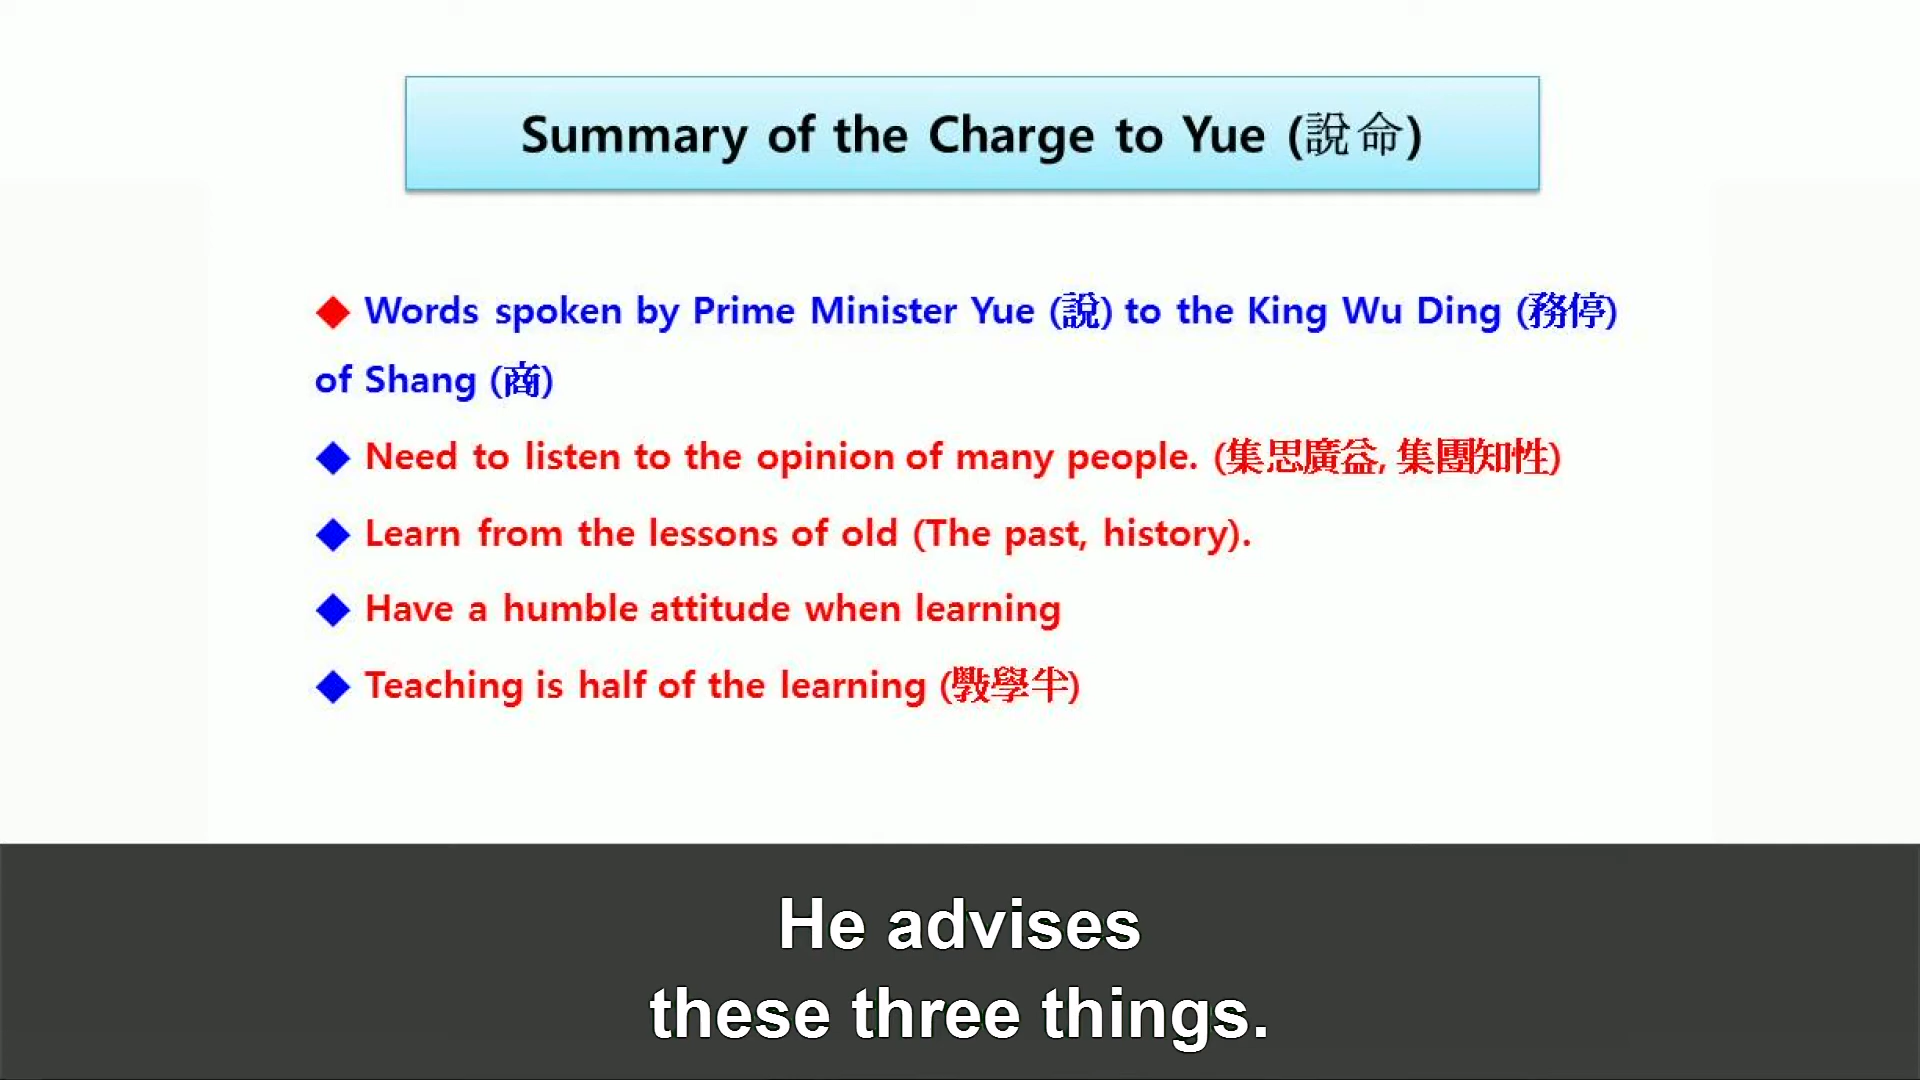 Summary of the Charge to Yue (說命)
◆ Words spoken by Prime Minister Yue (說) to the King Wu Ding (務停)
of Shang (商)
◆ Need to listen to the opinion of many people. (集思廣益, 集團知性)
◆ Learn from the lessons of old (The past, history).
◆ Have a humble attitude when learning
◆ Teaching is half of the learning (斅學半)
He advises
these three things.